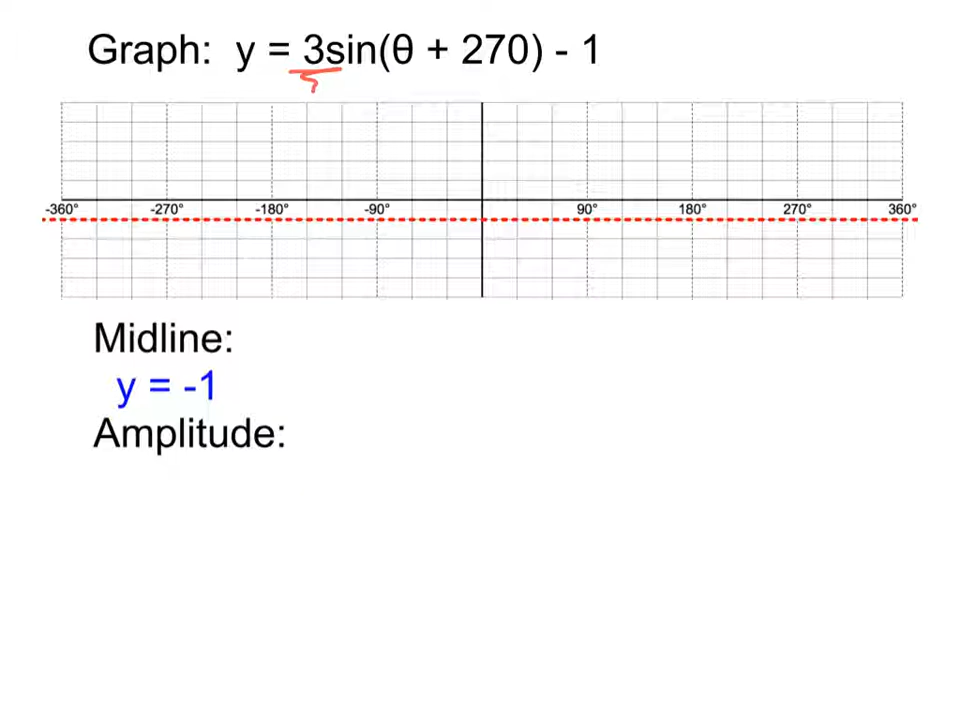 Graph: y = 3sin(θ + 270) - 1
-360° -270° -180° -90° 90° 180° 270° 360°
Midline:
y = -1
Amplitude: